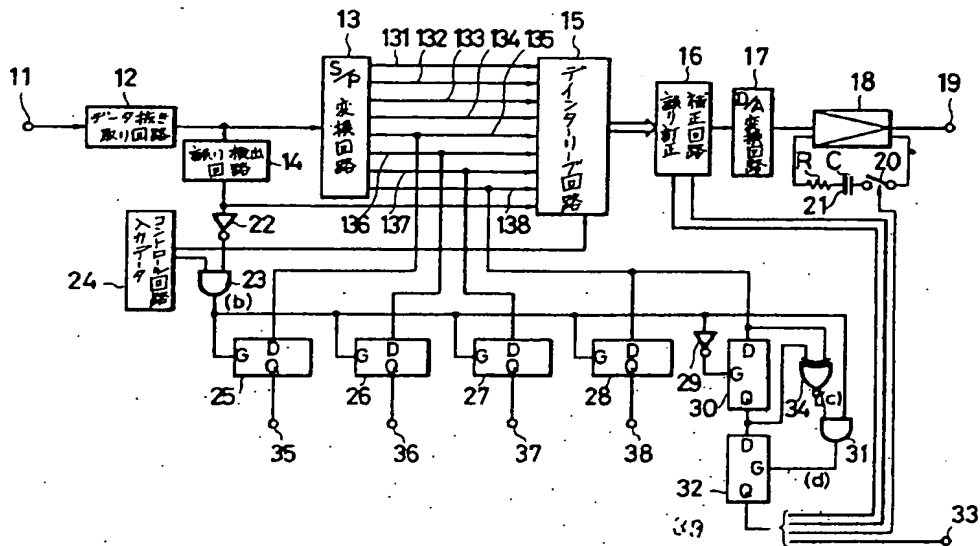 11
12
データ抜き
取り回路
誤り検出
回路
14
13
S/P
変換回路
131
132
133
134
135
136
137
138
15
デインターリーブ回路
16
誤り訂正
補正回路
17
D/A
変換回路
18
19
R
C
20
21
22
23
(b)
24
入力データ
コントロール回路
G
D
Q
25
35
G
D
Q
26
36
G
D
Q
27
37
G
D
Q
28
38
29
G
D
Q
30
34
(c)
31
D
G
Q
32
(d)
33